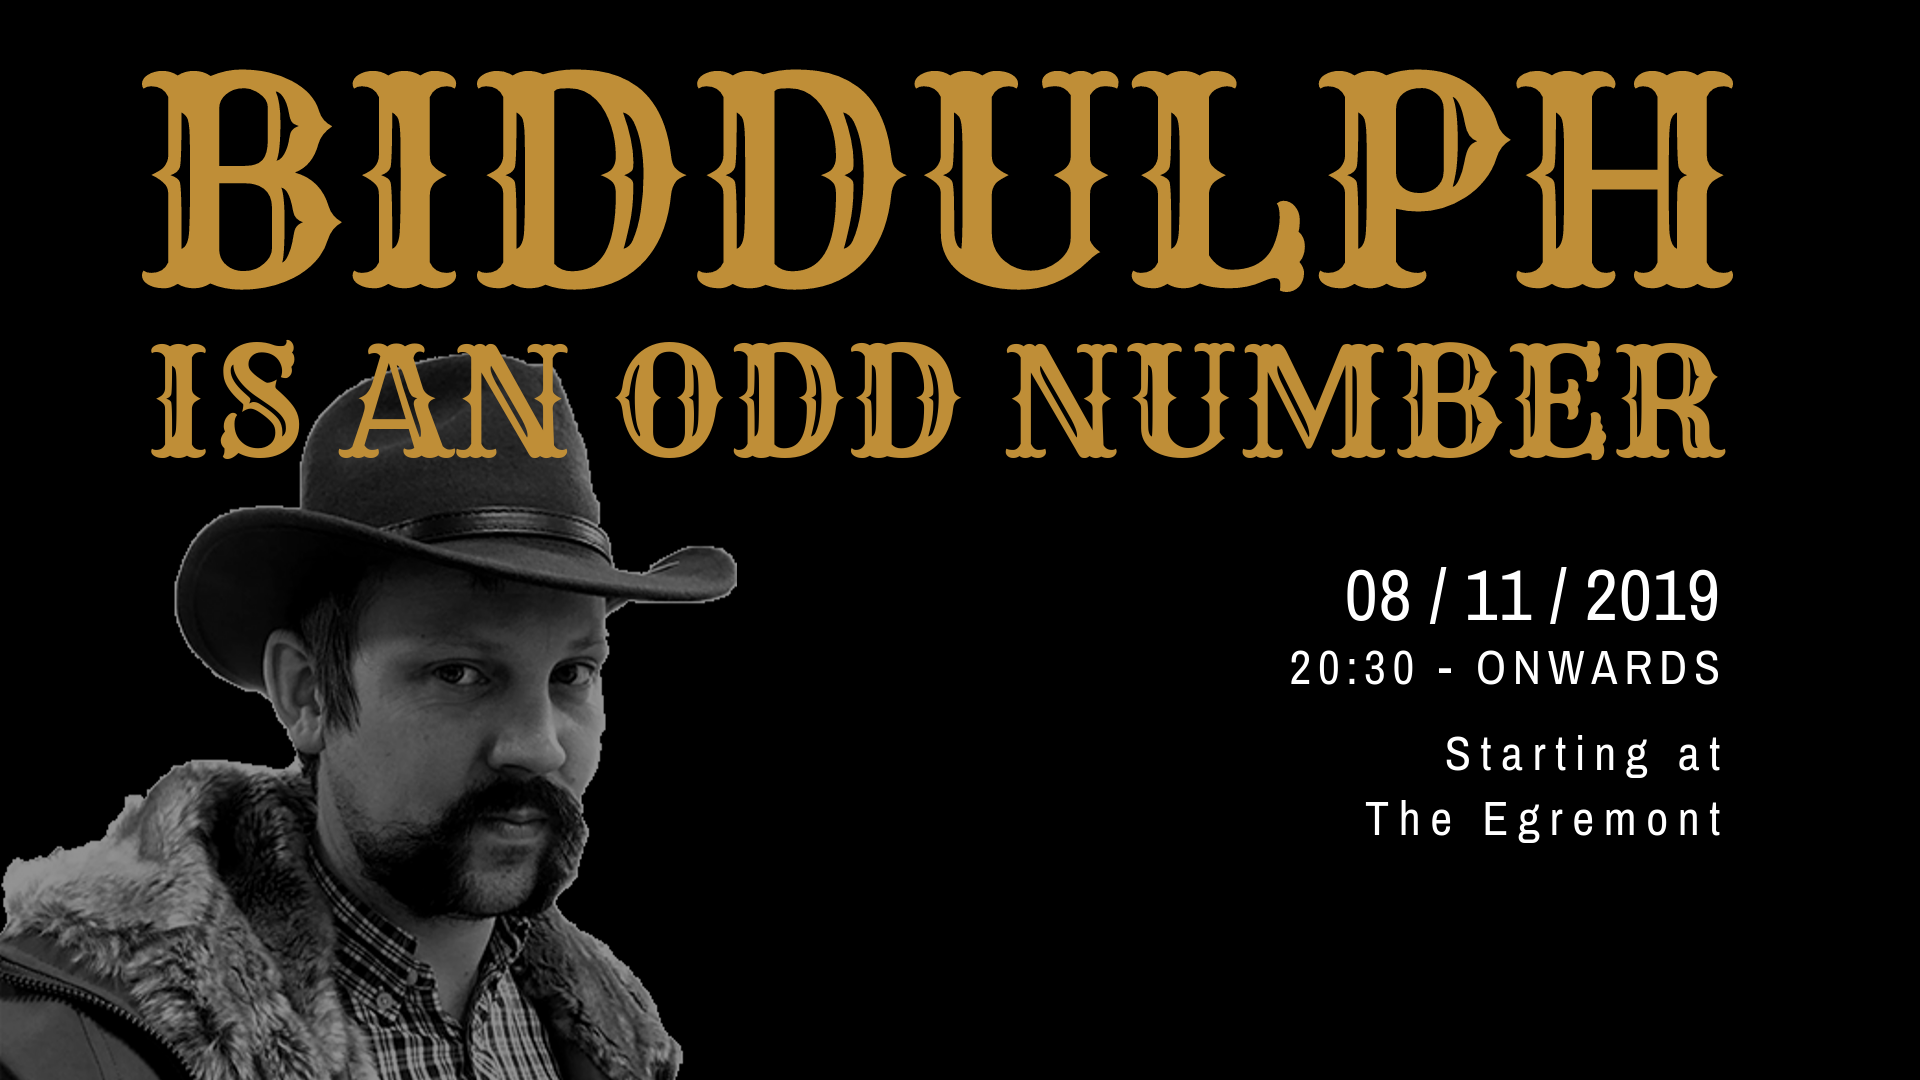 BIDDULPH
IS AN ODD NUMBER
08 / 11 / 2019
20:30 - ONWARDS
Starting at
The Egremont